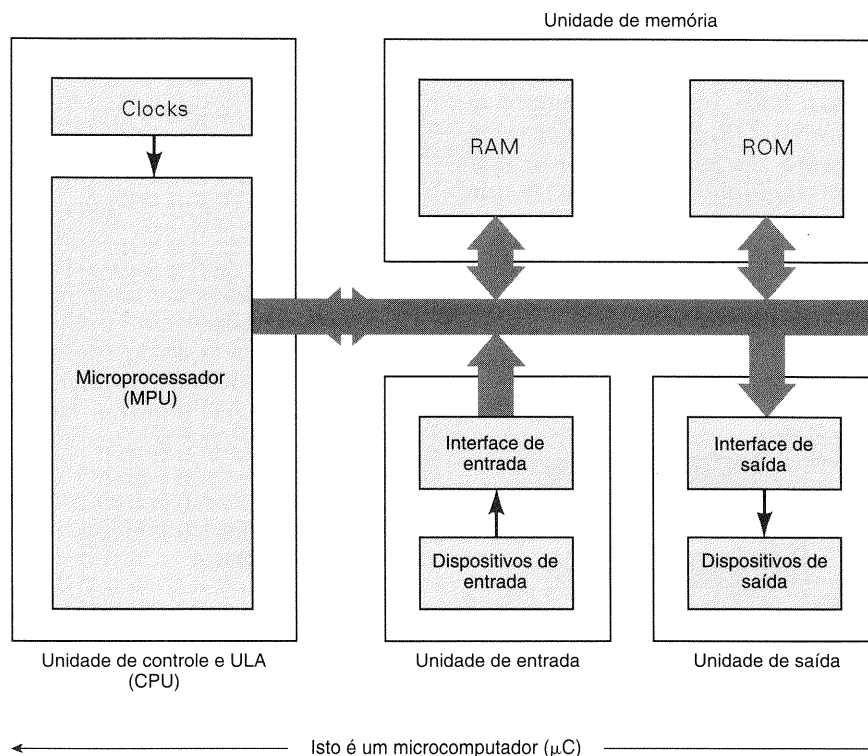 Unidade de memória
Clocks
RAM
ROM
Microprocessador
(MPU)
Interface de
entrada
Interface de
saída
Dispositivos de
entrada
Dispositivos de
saída
Unidade de controle e ULA
(CPU)
Unidade de entrada
Unidade de saída
Isto é um microcomputador (μC)